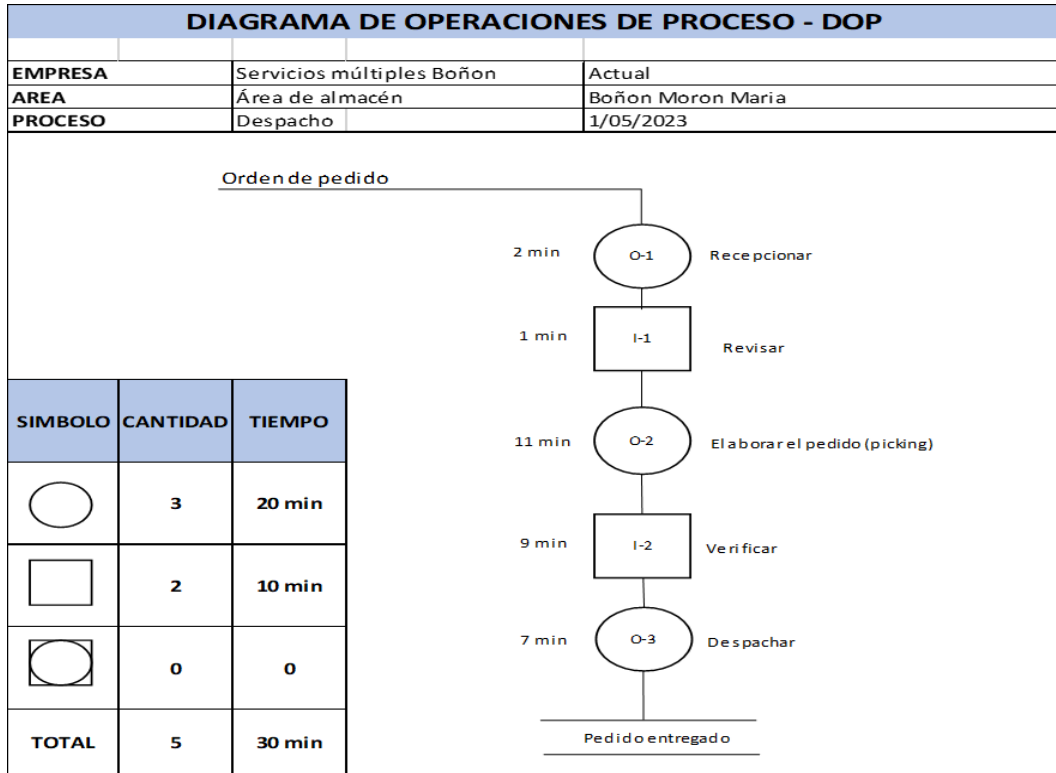 DIAGRAMA DE OPERACIONES DE PROCESO - DOP
EMPRESA Servicios múltiples Boñon Actual
AREA Área de almacén Boñon Moron Maria
PROCESO Despacho 1/05/2023
Orden de pedido
2 min O-1 Recepcionar
1 min I-1 Revisar
11 min O-2 Elaborar el pedido (picking)
9 min I-2 Verificar
7 min O-3 Despachar
Pedido entregado
SIMBOLO CANTIDAD TIEMPO
3 20 min
2 10 min
0 0
TOTAL 5 30 min